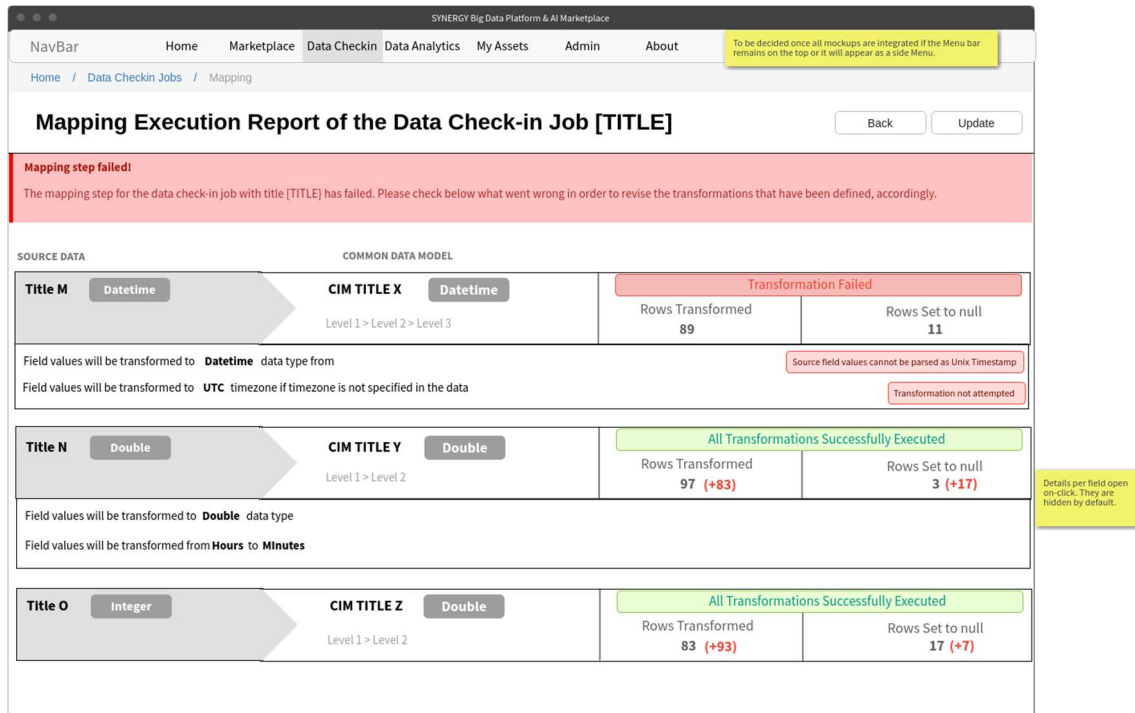 SYNERGY Big Data Platform & AI Marketplace
NavBar Home Marketplace Data Checkin Data Analytics My Assets Admin About
To be decided once all mockups are integrated if the Menu bar
remains on the top or it will appear as a side Menu.
Home / Data Checkin Jobs / Mapping
Mapping Execution Report of the Data Check-in Job [TITLE]
Back Update
Mapping step failed!
The mapping step for the data check-in job with title [TITLE} has failed. Please check below what went wrong in order to revise the transformations that have been defined, accordingly.
SOURCE DATA COMMON DATA MODEL
Title M Datetime CIM TITLE X Datetime
Level 1 > Level 2 > Level 3
Transformation Failed
Rows Transformed Rows Set to null
89 11
Field values will be transformed to Datetime data type from
Source field values cannot be parsed as Unix Timestamp
Field values will be transformed to UTC timezone if timezone is not specified in the data
Transformation not attempted
Title N Double CIM TITLE Y Double
Level 1 > Level 2
All Transformations Successfully Executed
Rows Transformed Rows Set to null
97 (+83) 3 (+17)
Details per field open
on-click. They are
hidden by default.
Field values will be transformed to Double data type
Field values will be transformed from Hours to MInutes
Title O Integer CIM TITLE Z Double
Level 1 > Level 2
All Transformations Successfully Executed
Rows Transformed Rows Set to null
83 (+93) 17 (+7)